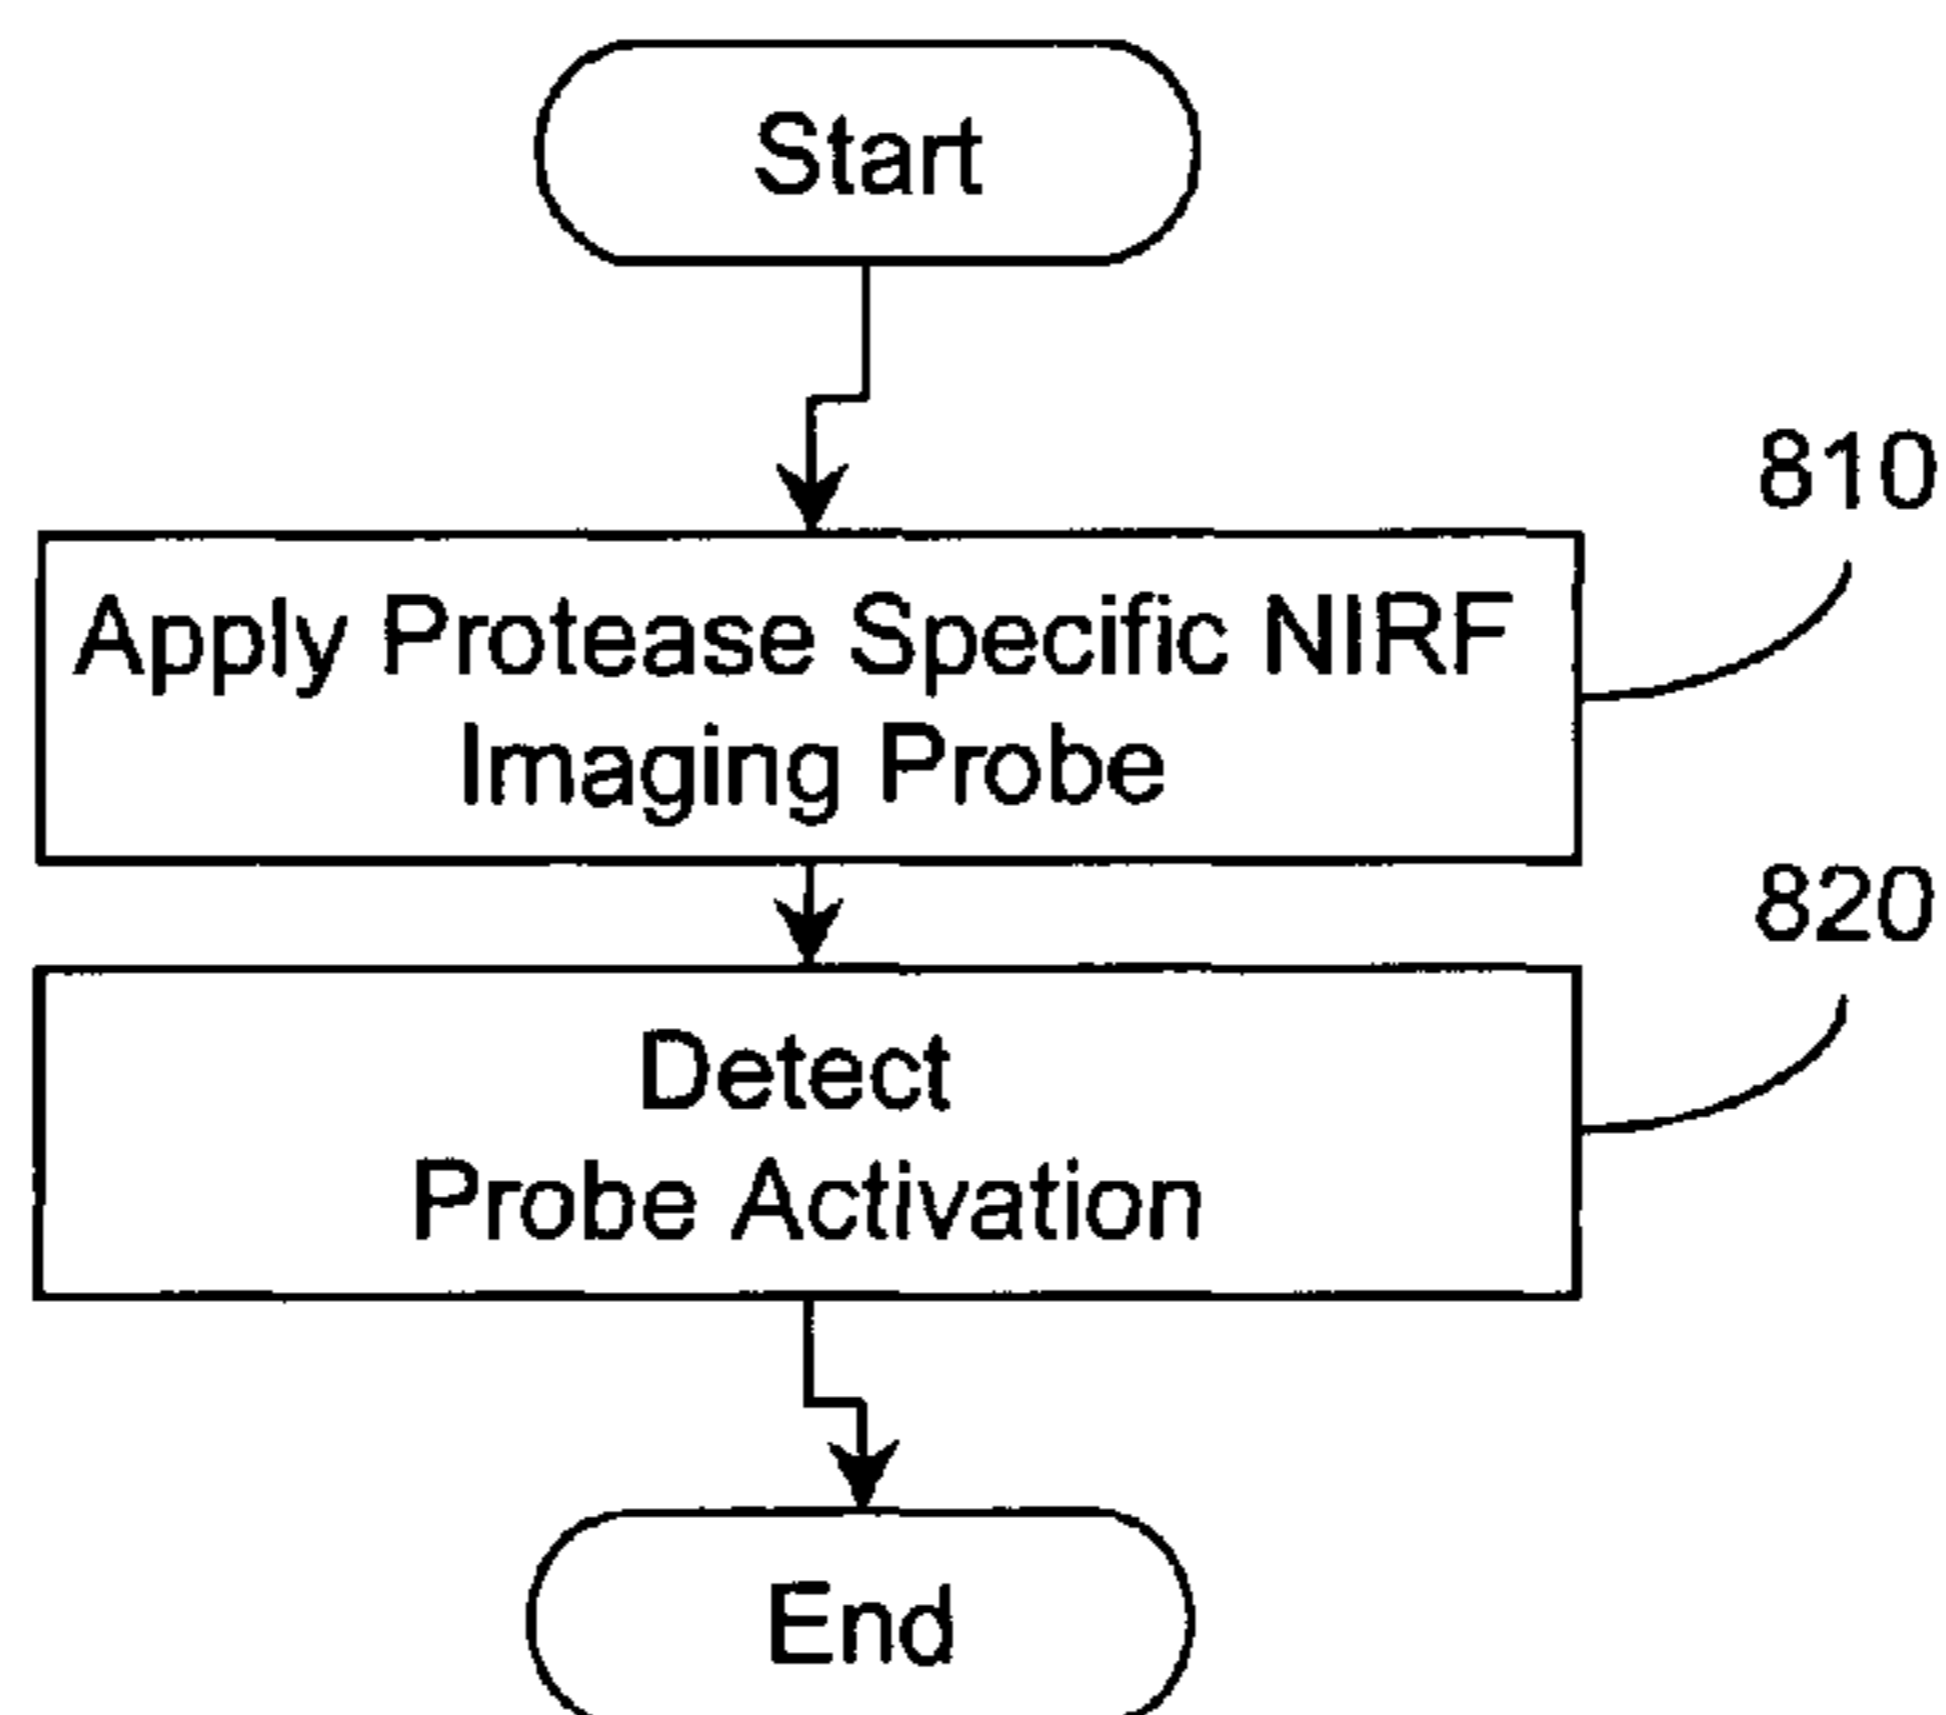 Start
810
Apply Protease Specific NIRF
Imaging Probe
820
Detect
Probe Activation
End